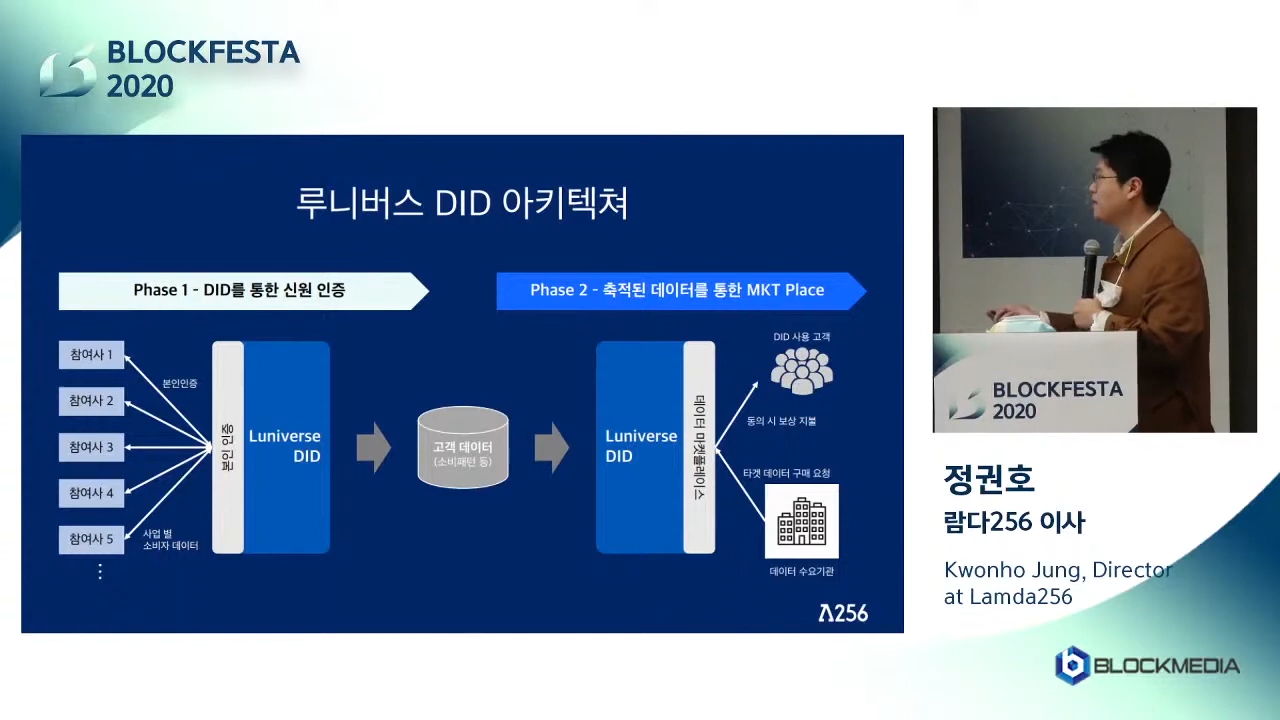 BLOCKFESTA
2020
루니버스 DID 아키텍쳐
Phase 1 - DID를 통한 신원 인증
Phase 2 - 축적된 데이터를 통한 MKT Place
참여사 1
참여사 2
참여사 3
참여사 4
참여사 5
본인인증
사업 별
소비자 데이터
본인 인증
Luniverse
DID
고객 데이터
(소비패턴 등)
Luniverse
DID
데이터 마켓플레이스
DID 사용 고객
동의 시 보상 지불
타겟 데이터 구매 요청
데이터 수요기관
Λ256
BLOCKFESTA
2020
정권호
람다256 이사
Kwonho Jung, Director
at Lamda256
BLOCKMEDIA